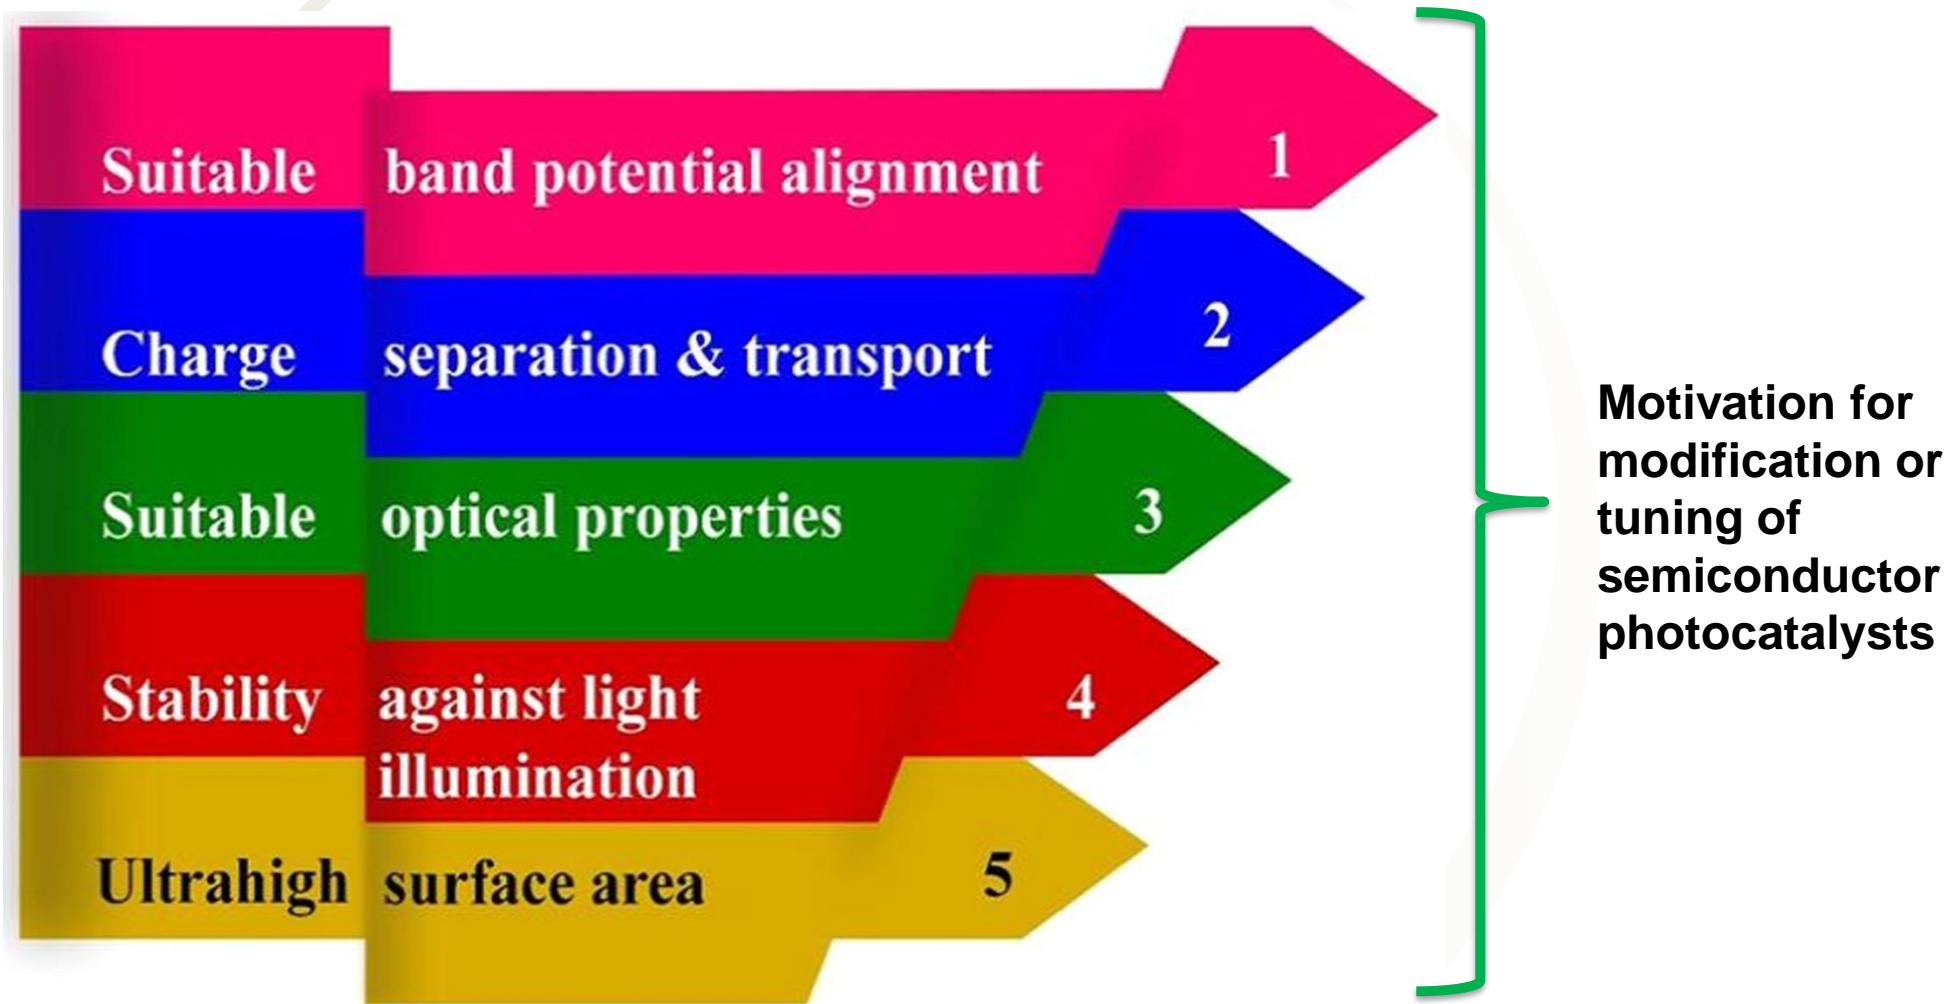 Suitable band potential alignment 1
Charge separation & transport 2
Suitable optical properties 3
Stability against light 4
illumination
Ultrahigh surface area 5
Motivation for
modification or
tuning of
semiconductor
photocatalysts